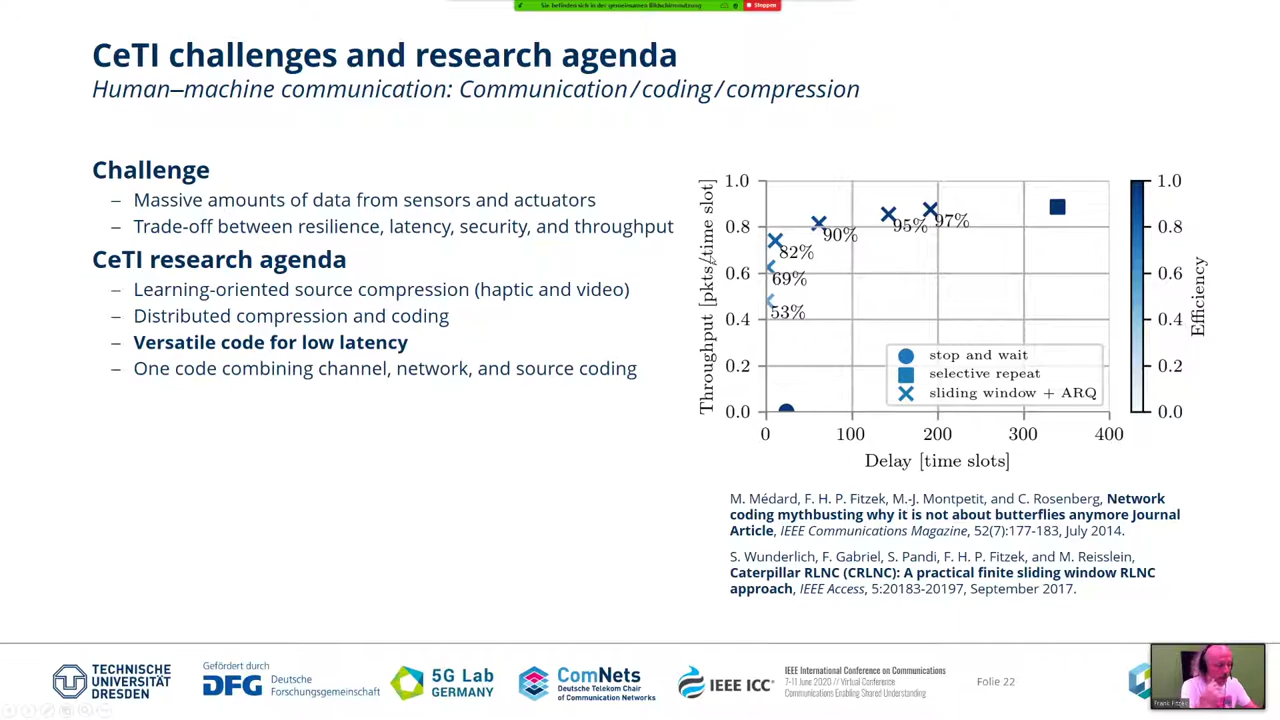 Sie befinden sich in der gemeinsamen Bildschirmnutzung
Stoppen
CeTI challenges and research agenda
Human–machine communication: Communication/coding/compression
Challenge
– Massive amounts of data from sensors and actuators
– Trade-off between resilience, latency, security, and throughput
CeTI research agenda
– Learning-oriented source compression (haptic and video)
– Distributed compression and coding
– Versatile code for low latency
– One code combining channel, network, and source coding
Throughput [pkts/time slot]
1.0
0.8
0.6
0.4
0.2
0.0
53%
69%
82%
90%
95%
97%
stop and wait
selective repeat
sliding window + ARQ
0 100 200 300 400
Delay [time slots]
1.0
0.8
0.6
0.4
0.2
0.0
Efficiency
M. Médard, F. H. P. Fitzek, M.-J. Montpetit, and C. Rosenberg, Network
coding mythbusting why it is not about butterflies anymore Journal
Article, IEEE Communications Magazine, 52(7):177-183, July 2014.
S. Wunderlich, F. Gabriel, S. Pandi, F. H. P. Fitzek, and M. Reisslein,
Caterpillar RLNC (CRLNC): A practical finite sliding window RLNC
approach, IEEE Access, 5:20183-20197, September 2017.
TECHNISCHE
UNIVERSITÄT
DRESDEN
Gefördert durch
DFG Deutsche
Forschungsgemeinschaft
5G Lab
GERMANY
ComNets
Deutsche Telekom Chair
of Communication Networks
IEEE ICC
IEEE International Conference on Communications
7-11 June 2020 // Virtual Conference
Communications Enabling Shared Understanding
Folie 22
Frank Fitzek